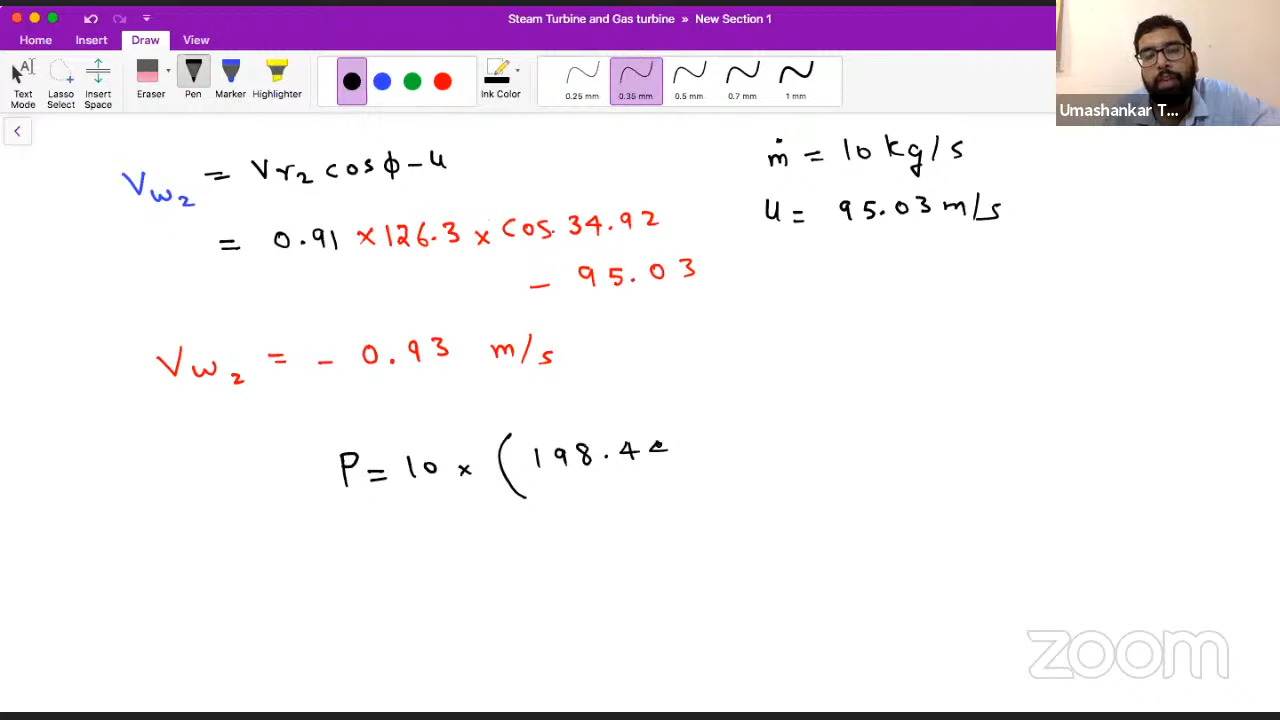 Steam Turbine and Gas turbine » New Section 1
Home Insert Draw View
Text Mode Lasso Select Insert Space Eraser Pen Marker Highlighter Ink Color 0.25 mm 0.35 mm 0.5 mm 0.7 mm 1 mm
Umashankar T...
Vw2 = Vr2 cosϕ - u
= 0.91 × 126.3 × cos. 34.92
- 95.03
Vw2 = - 0.93 m/s
P = 10 × ( 198.4
ṁ = 10 kg/s
u = 95.03 m/s
zoom